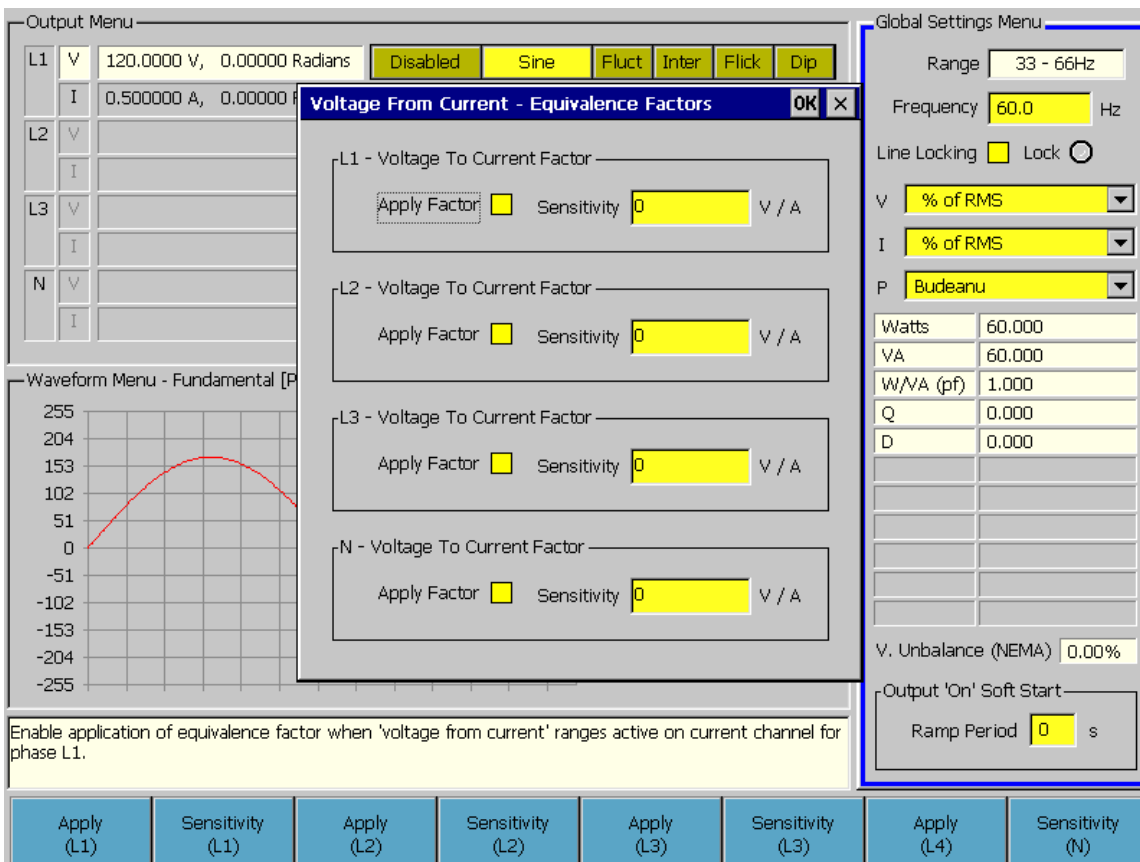 Output Menu
L1 V 120.0000 V, 0.00000 Radians Disabled Sine Fluct Inter Flick Dip
I 0.500000 A, 0.00000
L2 V
I
L3 V
I
N V
I
Voltage From Current - Equivalence Factors OK
L1 - Voltage To Current Factor
Apply Factor Sensitivity 0 V / A
L2 - Voltage To Current Factor
Apply Factor Sensitivity 0 V / A
L3 - Voltage To Current Factor
Apply Factor Sensitivity 0 V / A
N - Voltage To Current Factor
Apply Factor Sensitivity 0 V / A
Waveform Menu - Fundamental [P
255
204
153
102
51
0
-51
-102
-153
-204
-255
Global Settings Menu
Range 33 - 66Hz
Frequency 60.0 Hz
Line Locking Lock
V % of RMS
I % of RMS
P Budeanu
Watts 60.000
VA 60.000
W/VA (pf) 1.000
Q 0.000
D 0.000
V. Unbalance (NEMA) 0.00%
Output 'On' Soft Start
Ramp Period 0 s
Enable application of equivalence factor when 'voltage from current' ranges active on current channel for
phase L1.
Apply (L1) Sensitivity (L1) Apply (L2) Sensitivity (L2) Apply (L3) Sensitivity (L3) Apply (L4) Sensitivity (N)